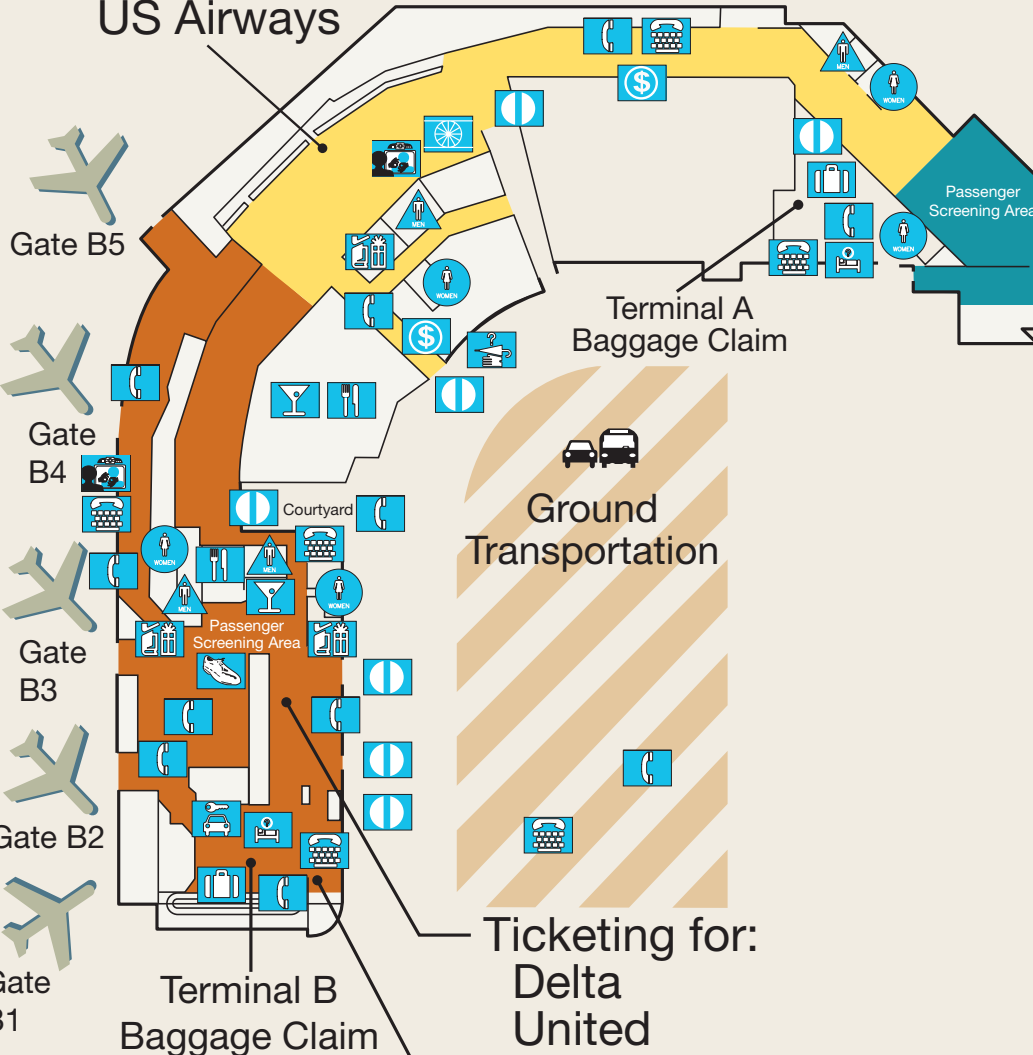 US Airways
MEN
WOMEN
$
Passenger
Screening Area
Gate B5
MEN
WOMEN
WOMEN
$
Terminal A
Baggage Claim
Gate
B4
Ground
Transportation
Courtyard
WOMEN
MEN
MEN
WOMEN
Passenger
Screening Area
Gate
B3
Gate B2
Gate
B1
Terminal B
Baggage Claim
Ticketing for:
Delta
United